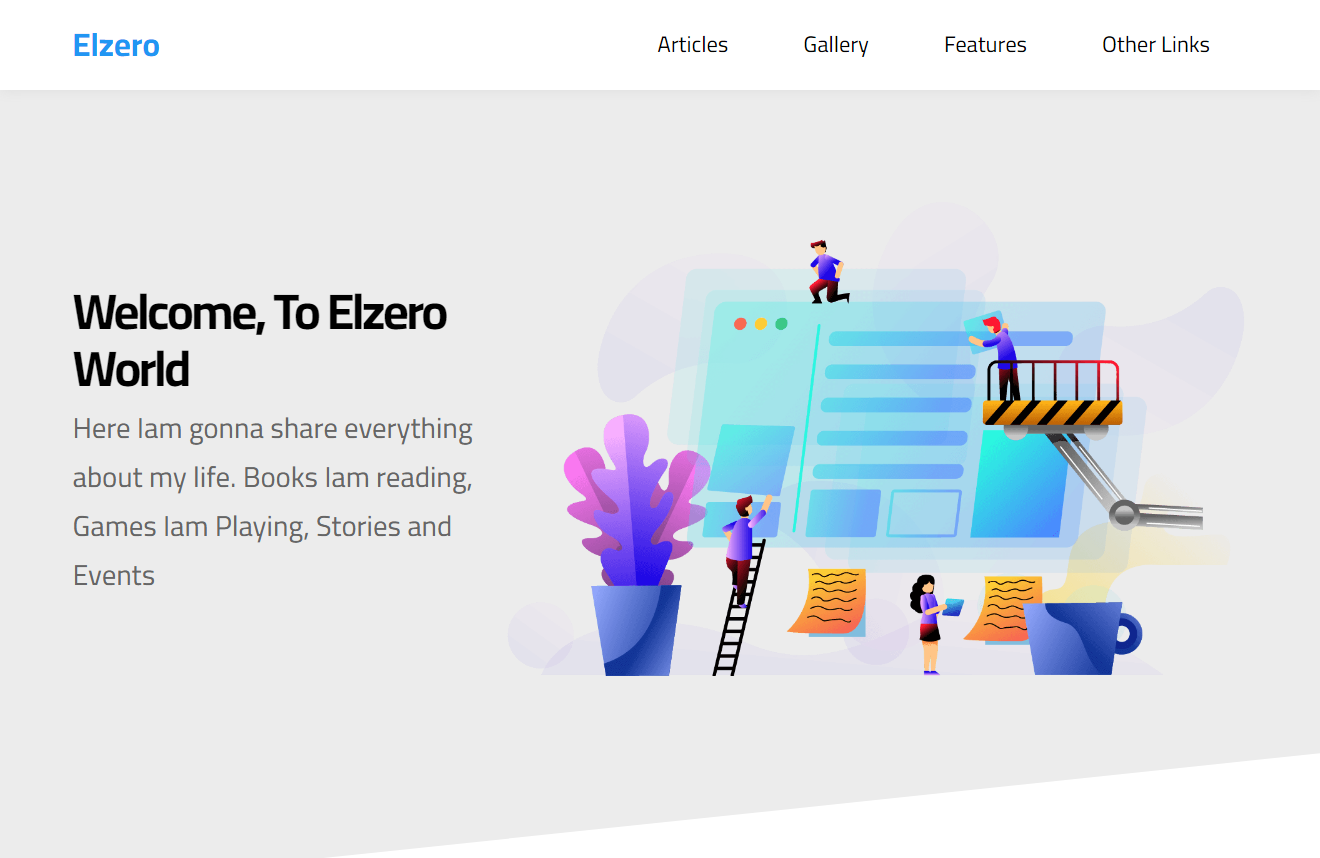 Elzero
Articles
Gallery
Features
Other Links
Welcome, To Elzero
World
Here Iam gonna share everything
about my life. Books Iam reading,
Games Iam Playing, Stories and
Events